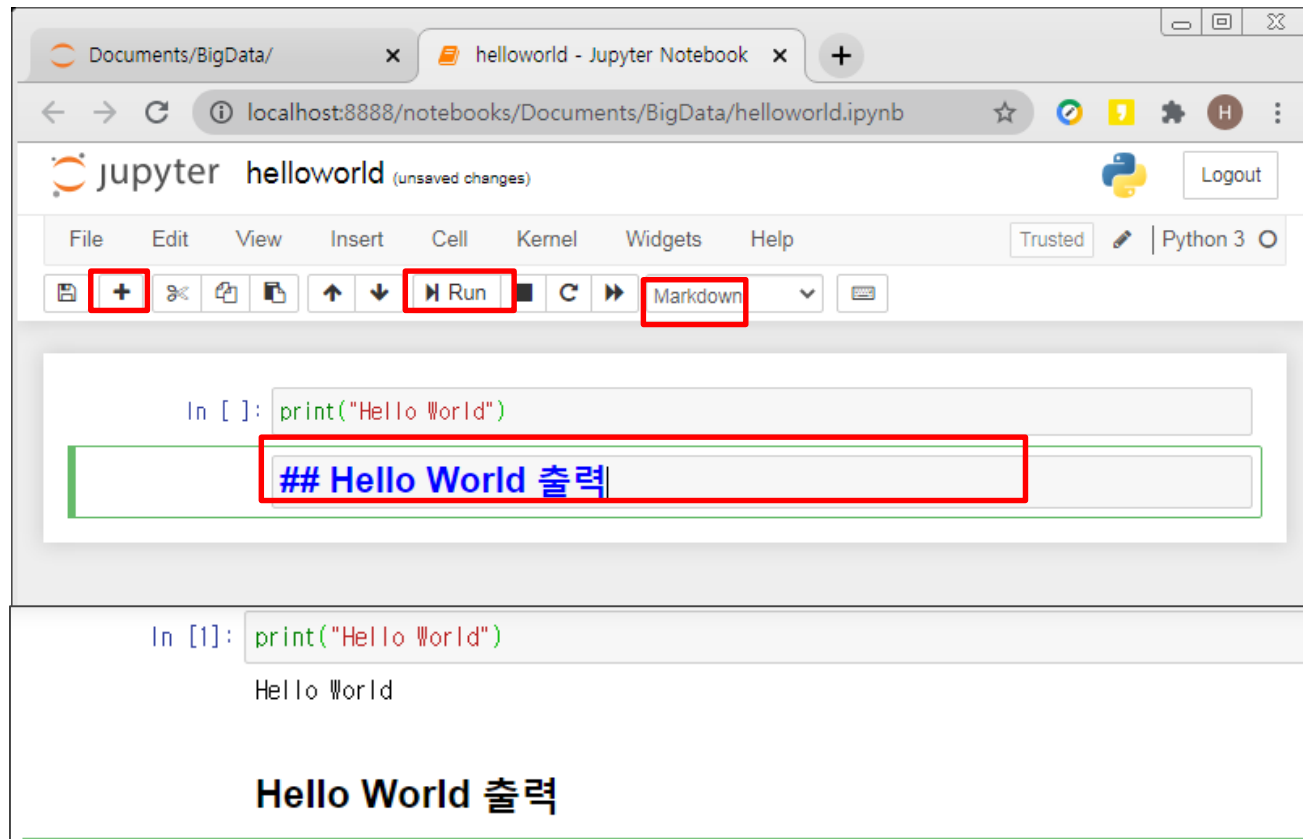 Documents/BigData/
helloworld - Jupyter Notebook
localhost:8888/notebooks/Documents/BigData/helloworld.ipynb
H
jupyter helloworld (unsaved changes)
Logout
File Edit View Insert Cell Kernel Widgets Help
Trusted Python 3
Run Markdown
In [ ]: print("Hello World")
## Hello World 출력
In [1]: print("Hello World")
Hello World
Hello World 출력